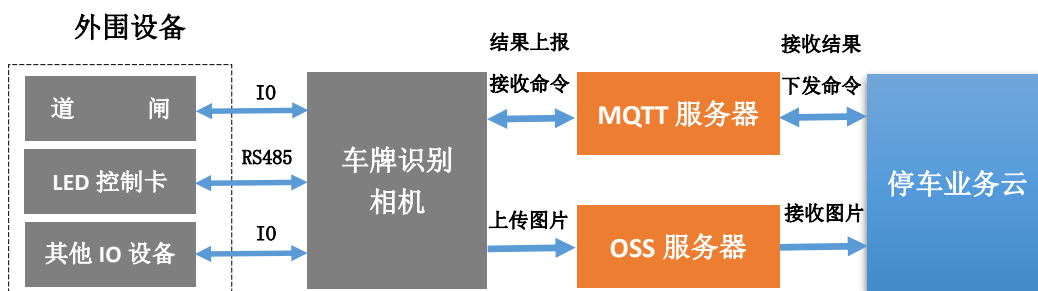 外围设备
道 闸
LED 控制卡
其他 IO 设备
IO
RS485
IO
车牌识别
相机
结果上报
接收命令
上传图片
MQTT 服务器
OSS 服务器
接收结果
下发命令
接收图片
停车业务云